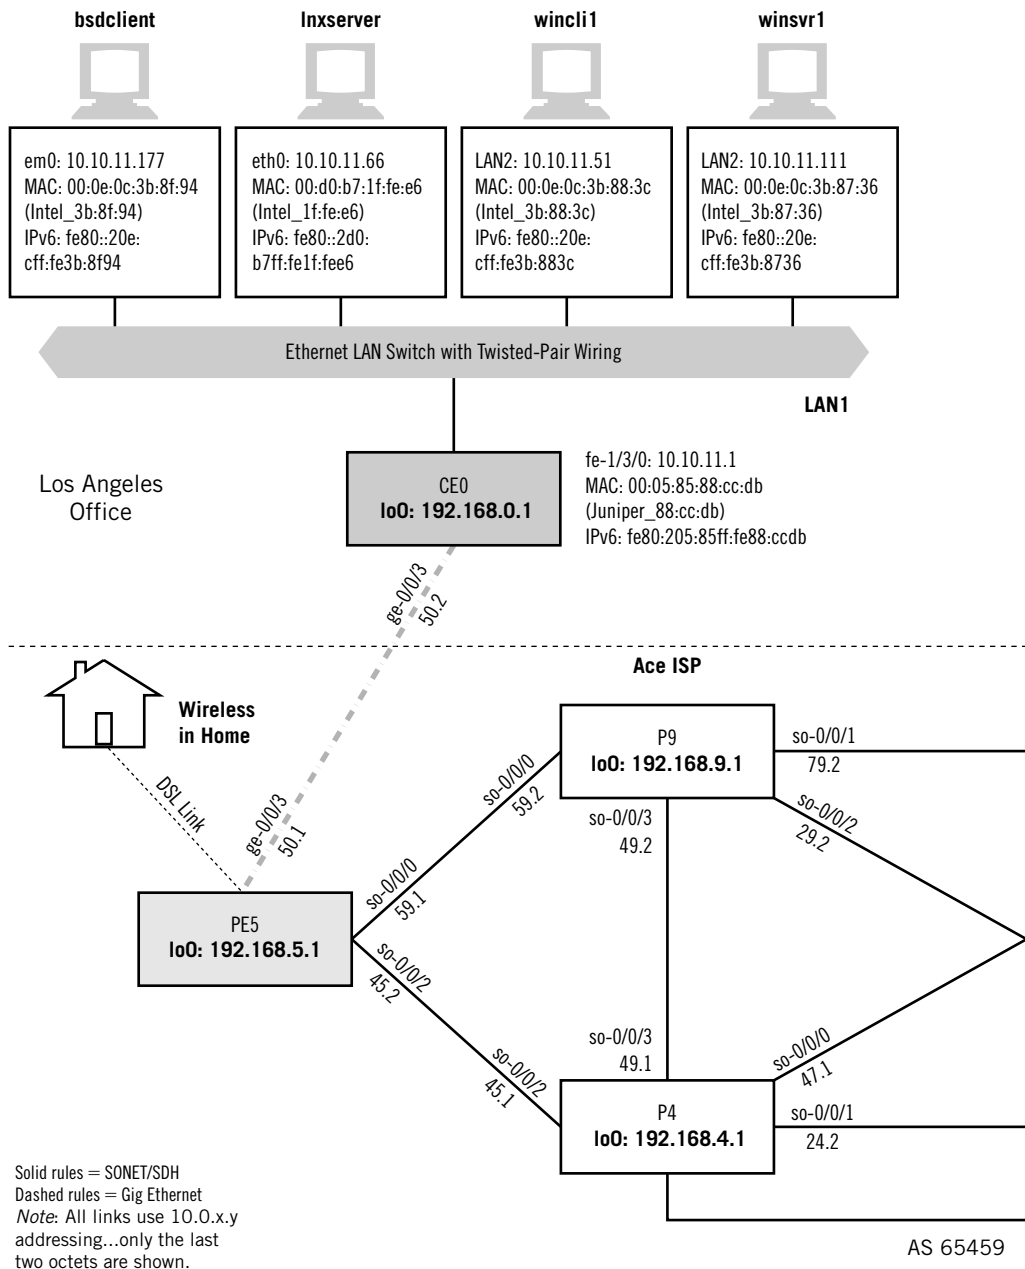 bsdclient
lnxserver
wincli1
winsvr1
em0: 10.10.11.177
MAC: 00:0e:0c:3b:8f:94
(Intel_3b:8f:94)
IPv6: fe80::20e:
cff:fe3b:8f94
eth0: 10.10.11.66
MAC: 00:d0:b7:1f:fe:e6
(Intel_1f:fe:e6)
IPv6: fe80::2d0:
b7ff:fe1f:fee6
LAN2: 10.10.11.51
MAC: 00:0e:0c:3b:88:3c
(Intel_3b:88:3c)
IPv6: fe80::20e:
cff:fe3b:883c
LAN2: 10.10.11.111
MAC: 00:0e:0c:3b:87:36
(Intel_3b:87:36)
IPv6: fe80::20e:
cff:fe3b:8736
Ethernet LAN Switch with Twisted-Pair Wiring
LAN1
Los Angeles
Office
CE0
lo0: 192.168.0.1
fe-1/3/0: 10.10.11.1
MAC: 00:05:85:88:cc:db
(Juniper_88:cc:db)
IPv6: fe80:205:85ff:fe88:ccdb
ge-0/0/3
50.2
Ace ISP
Wireless
in Home
DSL Link
ge-0/0/3
50.1
P9
lo0: 192.168.9.1
so-0/0/1
79.2
so-0/0/0
59.2
so-0/0/3
49.2
so-0/0/2
29.2
so-0/0/0
59.1
PE5
lo0: 192.168.5.1
so-0/0/2
45.2
so-0/0/3
49.1
so-0/0/0
47.1
so-0/0/2
45.1
P4
lo0: 192.168.4.1
so-0/0/1
24.2
Solid rules = SONET/SDH
Dashed rules = Gig Ethernet
Note: All links use 10.0.x.y
addressing...only the last
two octets are shown.
AS 65459